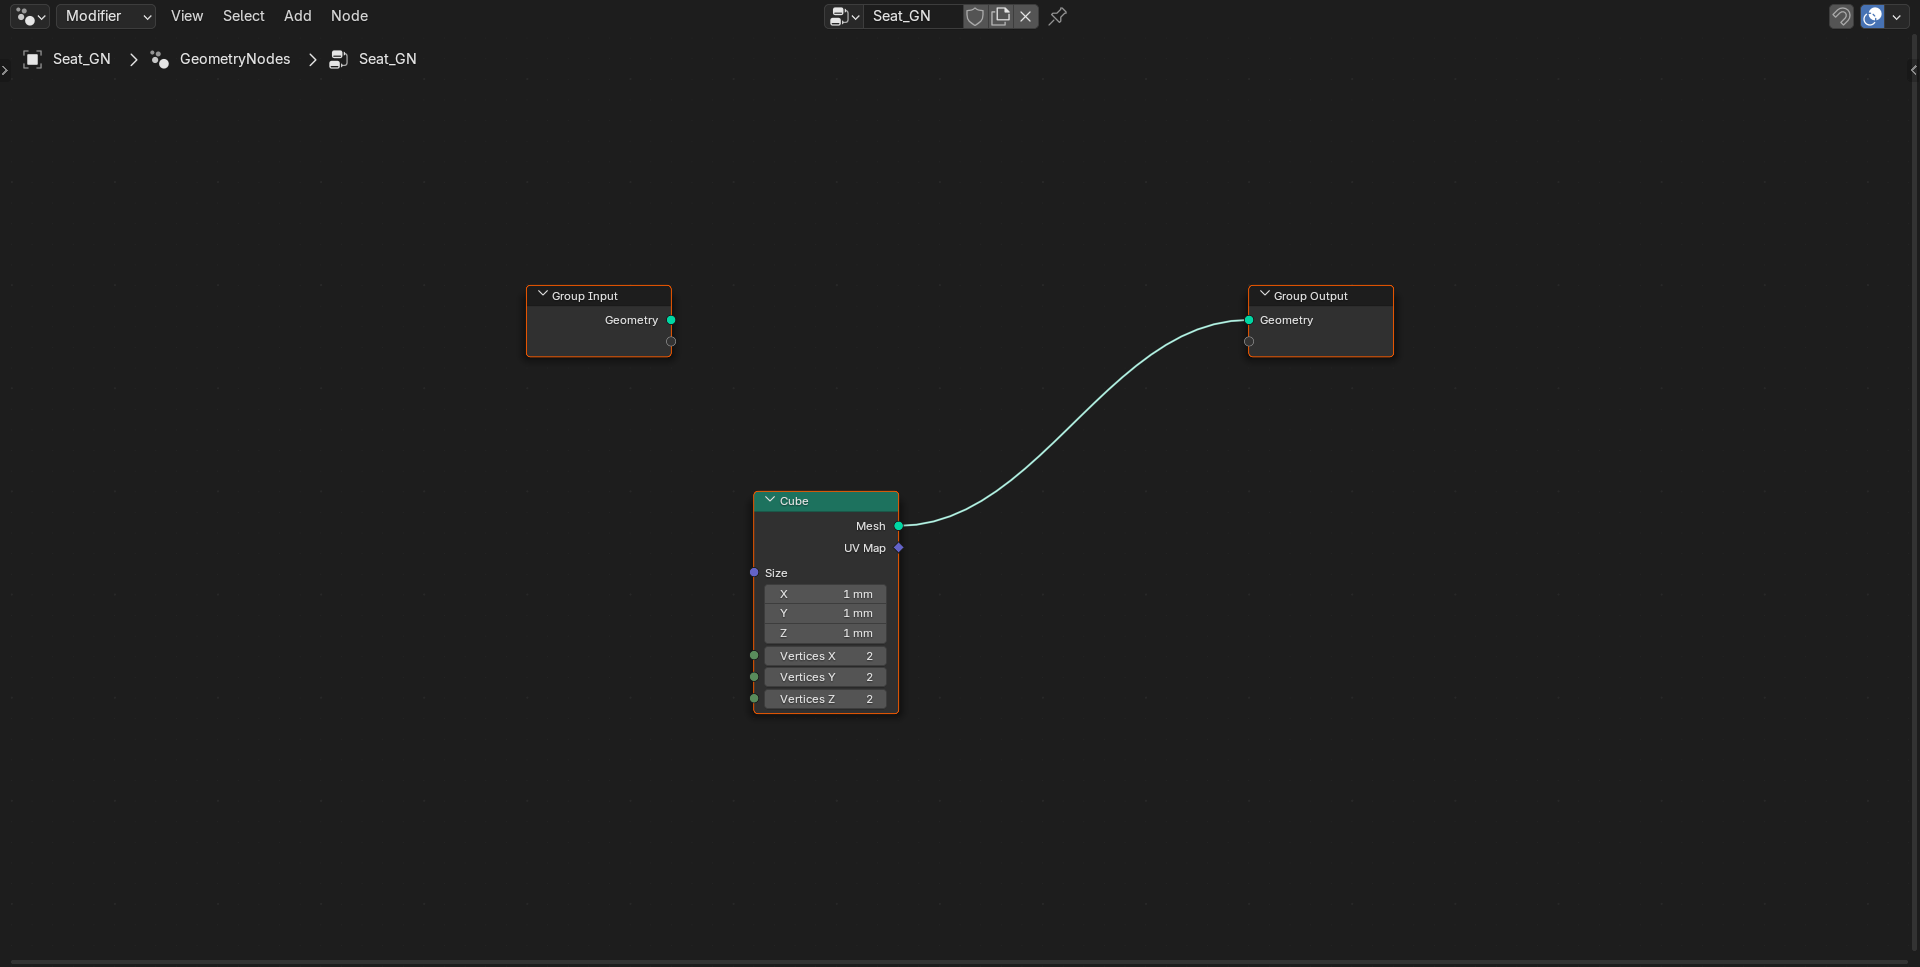 Modifier View Select Add Node Seat_GN
Seat_GN GeometryNodes Seat_GN
Group Input
Geometry
Group Output
Geometry
Cube
Mesh
UV Map
Size
X 1 mm
Y 1 mm
Z 1 mm
Vertices X 2
Vertices Y 2
Vertices Z 2